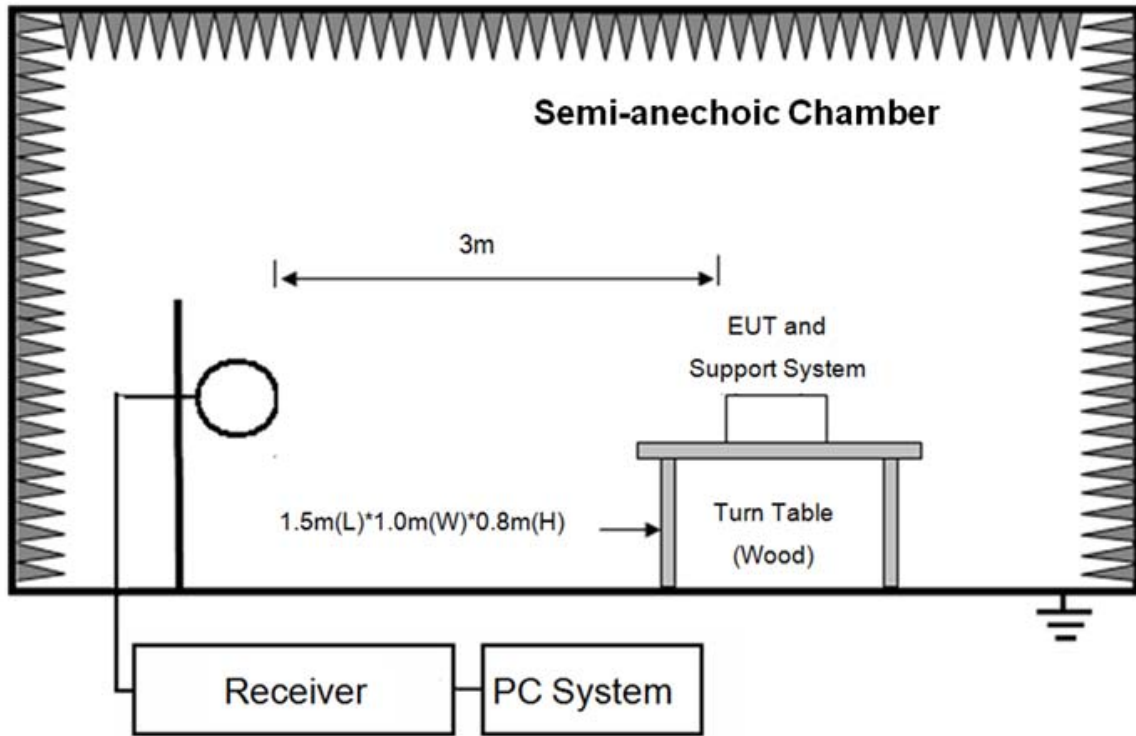 Semi-anechoic Chamber
3m
EUT and
Support System
1.5m(L)*1.0m(W)*0.8m(H)
Turn Table
(Wood)
Receiver
PC System